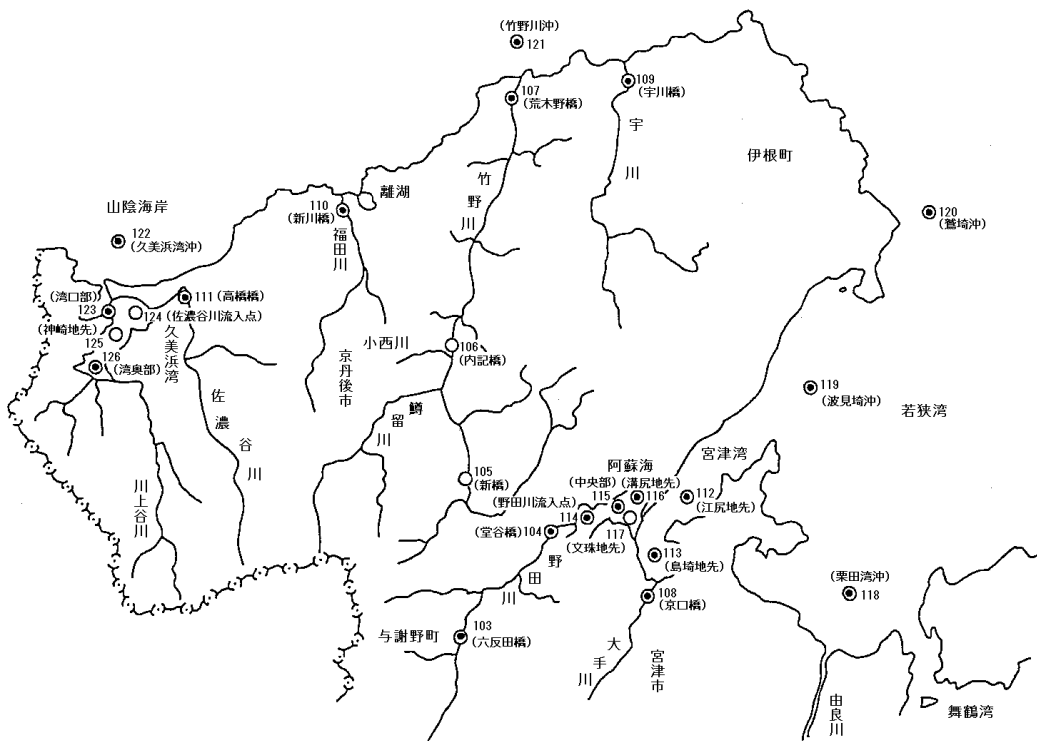 (竹野川沖)
121
109
(宇川橋)
107
(荒木野橋)
宇川
伊根町
竹野川
離湖
山陰海岸
110
(新川橋)
122
(久美浜湾沖)
120
(鷲埼沖)
福田川
(湾口部)
123
111 (高橋橋)
124 (佐濃谷川流入点)
(神崎地先)
125
久美浜湾
126
(湾奥部)
小西川
106
(内記橋)
京丹後市
119
(波見埼沖)
若狭湾
佐濃谷川
鱒留川
宮津湾
阿蘇海
105
(新橋)
(中央部)
(溝尻地先)
115
116
112
(江尻地先)
(野田川流入点)
114
川上谷川
(堂谷橋) 104
117
(文珠地先)
113
(島埼地先)
野田川
(栗田湾沖)
118
108
(京口橋)
103
(六反田橋)
与謝野町
大手川
宮津市
由良川
舞鶴湾